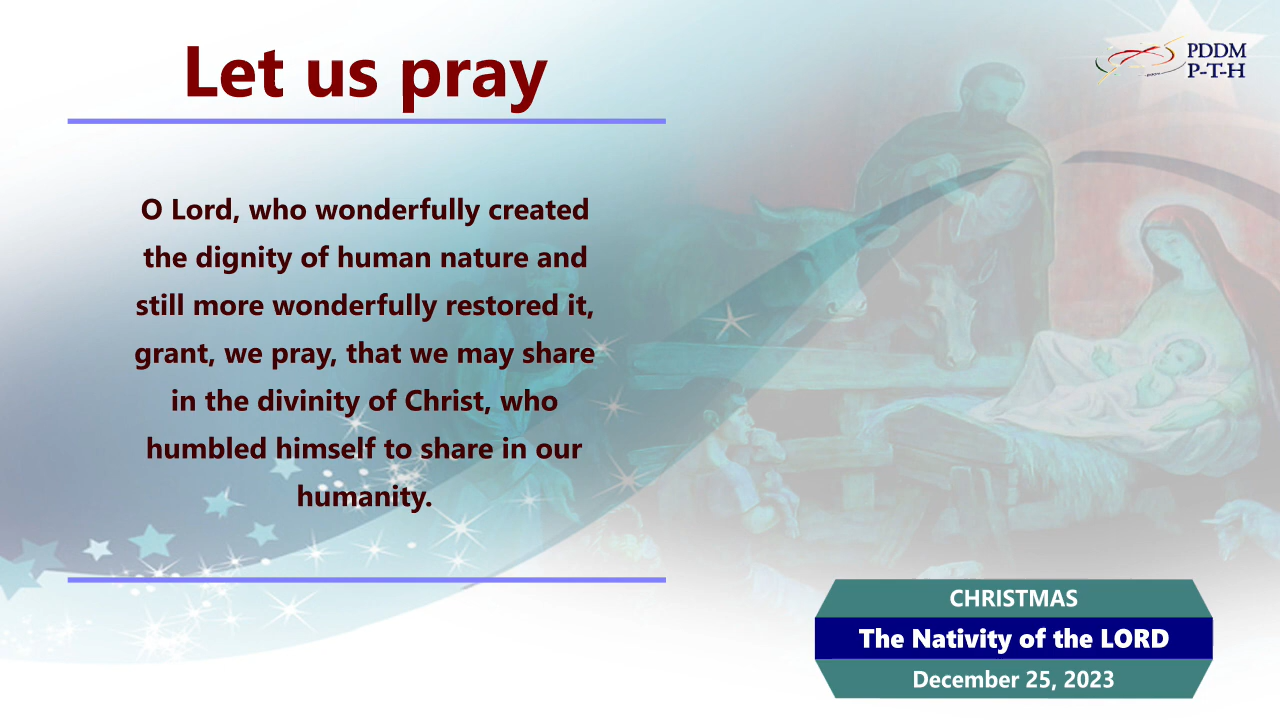 Let us pray
O Lord, who wonderfully created
the dignity of human nature and
still more wonderfully restored it,
grant, we pray, that we may share
in the divinity of Christ, who
humbled himself to share in our
humanity.
PDDM
P-T-H
CHRISTMAS
The Nativity of the LORD
December 25, 2023